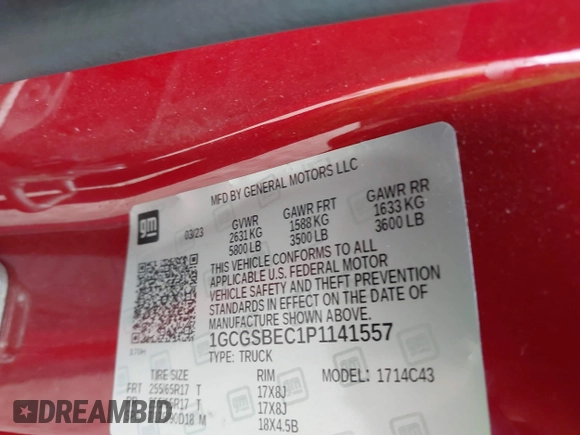 MFD BY GENERAL MOTORS LLC
gm
03/23
GVWR GAWR FRT GAWR RR
2631 KG 1588 KG 1633 KG
5800 LB 3500 LB 3600 LB
THIS VEHICLE CONFORMS TO ALL
APPLICABLE U.S. FEDERAL MOTOR
VEHICLE SAFETY AND THEFT PREVENTION
STANDARDS IN EFFECT ON THE DATE OF
MANUFACTURE SHOWN ABOVE.
1GCGSBEC1P1141557
TYPE: TRUCK
TIRE SIZE RIM MODEL: 1714C43
FRT 255/65R17 T 17X8J
T 17X8J
M 18X4.5B
DREAMBID